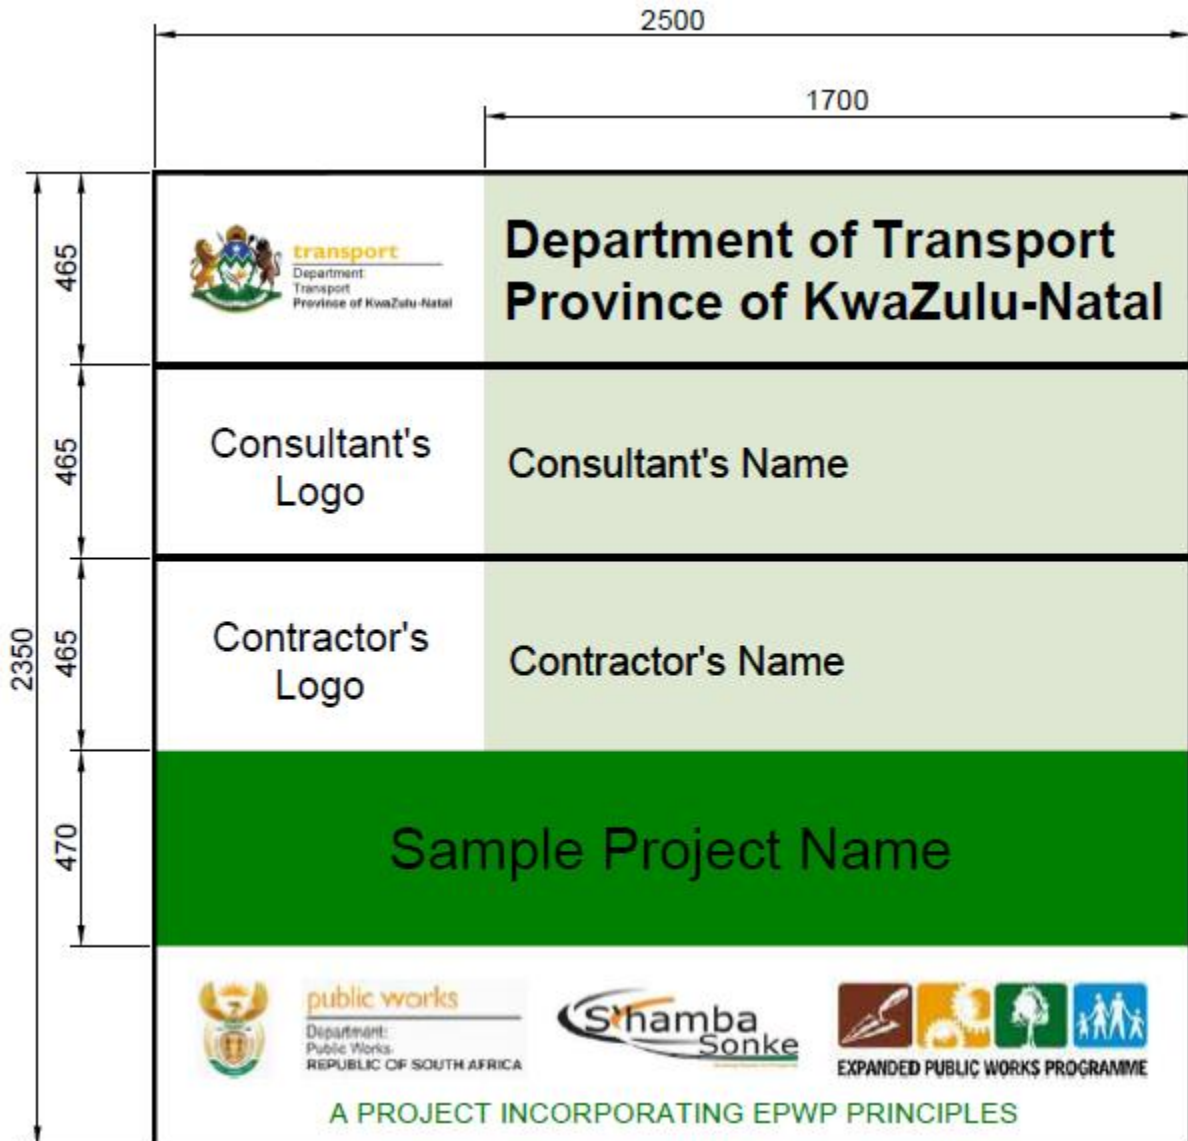 2500
1700
465
transport
Department:
Transport
Province of KwaZulu-Natal
Department of Transport
Province of KwaZulu-Natal
465
Consultant's
Logo
Consultant's Name
2350
465
Contractor's
Logo
Contractor's Name
470
Sample Project Name
public works
Department:
Public Works
REPUBLIC OF SOUTH AFRICA
S'hamba
Sonke
EXPANDED PUBLIC WORKS PROGRAMME
A PROJECT INCORPORATING EPWP PRINCIPLES